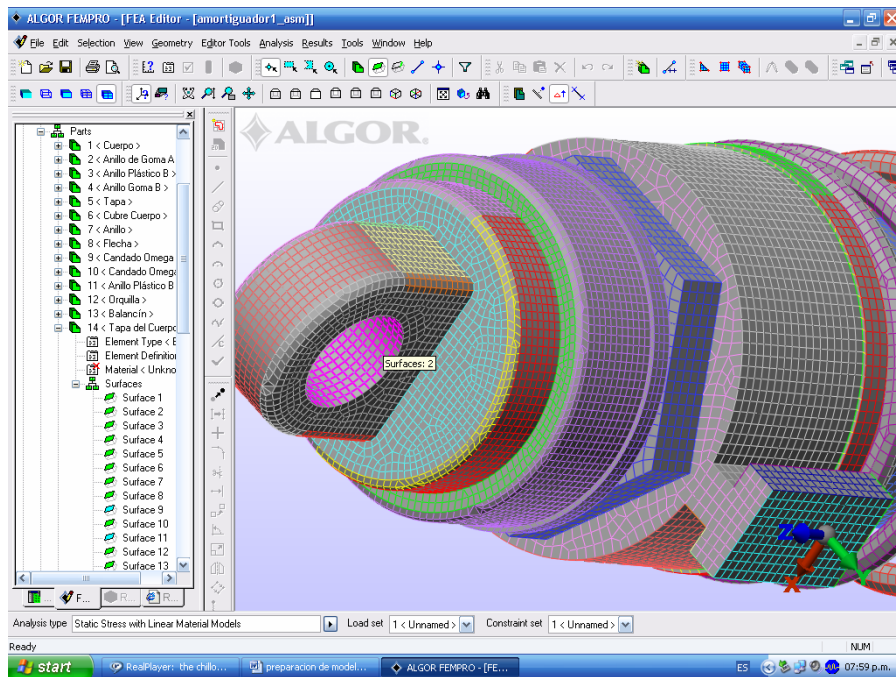 ALGOR FEMPRO - [FEA Editor - [amortiguador1_asm]]
File Edit Selection View Geometry Editor Tools Analysis Results Tools Window Help
ALGOR.
Parts
1 < Cuerpo >
2 < Anillo de Goma A
3 < Anillo Plástico B >
4 < Anillo Goma B >
5 < Tapa >
6 < Cubre Cuerpo >
7 < Anillo >
8 < Flecha >
9 < Candado Omega
10 < Candado Omega
11 < Anillo Plástico B
12 < Orquilla >
13 < Balancín >
14 < Tapa del Cuerpo
Element Type < E
Element Definition
Material < Unkno
Surfaces
Surface 1
Surface 2
Surface 3
Surface 4
Surface 5
Surface 6
Surface 7
Surface 8
Surface 9
Surface 10
Surface 11
Surface 12
Surface 13
Surfaces: 2
Z
X
Y
F...
R...
R...
Analysis type Static Stress with Linear Material Models Load set 1 < Unnamed > Constraint set 1 < Unnamed >
Ready NUM
start RealPlayer: the chillo... preparacion de model... ALGOR FEMPRO - [FE... ES 07:59 p.m.